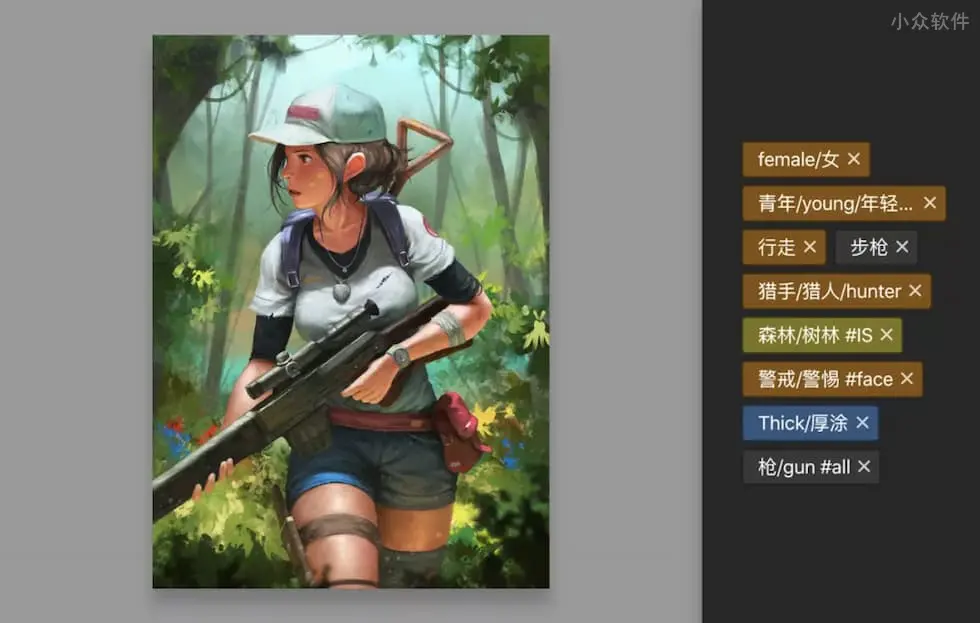 小众软件
female/女 ✕
青年/young/年轻... ✕
行走 ✕ 步枪 ✕
猎手/猎人/hunter ✕
森林/树林 #IS ✕
警戒/警惕 #face ✕
Thick/厚涂 ✕
枪/gun #all ✕